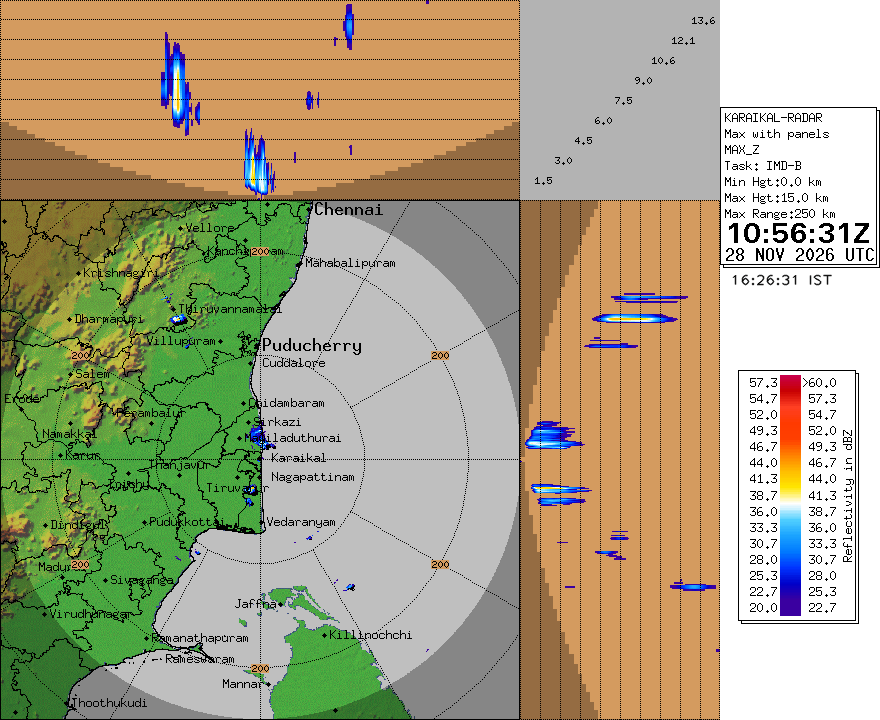 13.6
12.1
10.6
9.0
7.5
6.0
4.5
3.0
1.5
KARAIKAL-RADAR
Max with panels
MAX_Z
Task: IMD-B
Min Hgt:0.0 km
Max Hgt:15.0 km
Max Range:250 km
10:56:31Z
28 NOV 2026 UTC
16:26:31 IST
Chennai
Vellore
200
Mahabalipuram
Krishnagiri
Thiruvannamalai
Dharmapuri
Villupuram
Puducherry
200
200
Cuddalore
Salem
Chidambaram
Perambalur
Sirkazi
Namakkal
Mayiladuthurai
Karur
Karaikal
Thanjavur
Nagapattinam
Pudukkottai
Vedaranyam
Dindigul
200
200
Sivaganga
Jaffna
Virudhunagar
Killinochchi
Ramanathapuram
Rameswaram
200
Mannar
Thoothukudi
57.3 >60.0
54.7 57.3
52.0 54.7
49.3 52.0
46.7 49.3
44.0 46.7
41.3 44.0
38.7 41.3
36.0 38.7
33.3 36.0
30.7 33.3
28.0 30.7
25.3 28.0
22.7 25.3
20.0 22.7
Reflectivity in dBZ